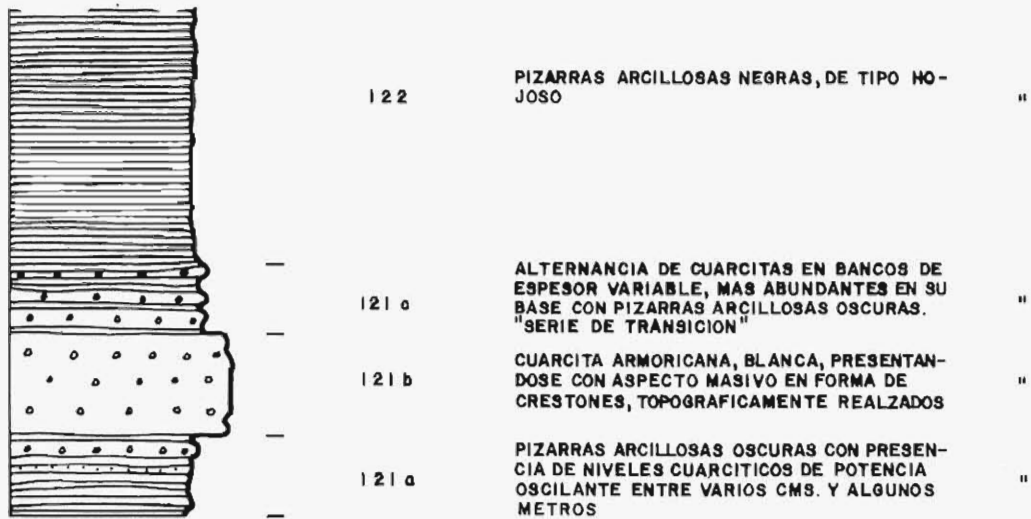 122
PIZARRAS ARCILLOSAS NEGRAS, DE TIPO HO-
JOSO "
121 a
ALTERNANCIA DE CUARCITAS EN BANCOS DE
ESPESOR VARIABLE, MAS ABUNDANTES EN SU
BASE CON PIZARRAS ARCILLOSAS OSCURAS. "
"SERIE DE TRANSICION"
121 b
CUARCITA ARMORICANA, BLANCA, PRESENTAN-
DOSE CON ASPECTO MASIVO EN FORMA DE "
CRESTONES, TOPOGRAFICAMENTE REALZADOS
121 a
PIZARRAS ARCILLOSAS OSCURAS CON PRESEN-
CIA DE NIVELES CUARCITICOS DE POTENCIA
OSCILANTE ENTRE VARIOS CMS. Y ALGUNOS "
METROS